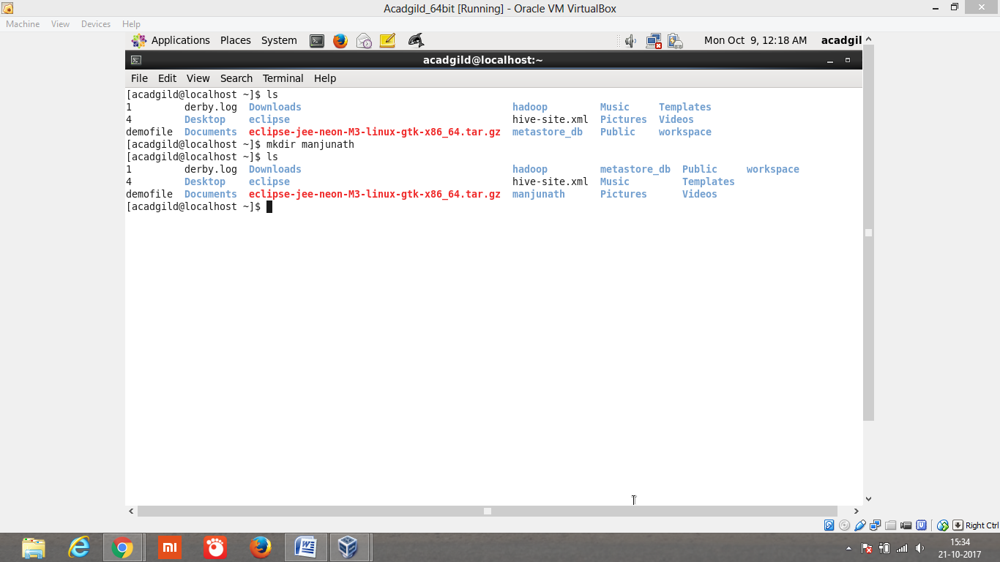 Acadgild_64bit [Running] - Oracle VM VirtualBox
Machine View Devices Help
Applications Places System Mon Oct 9, 12:18 AM acadgil
acadgild@localhost:~
File Edit View Search Terminal Help
[acadgild@localhost ~]$ ls
1 derby.log Downloads hadoop Music Templates
4 Desktop eclipse hive-site.xml Pictures Videos
demofile Documents eclipse-jee-neon-M3-linux-gtk-x86_64.tar.gz metastore_db Public workspace
[acadgild@localhost ~]$ mkdir manjunath
[acadgild@localhost ~]$ ls
1 derby.log Downloads hadoop metastore_db Public workspace
4 Desktop eclipse hive-site.xml Music Templates
demofile Documents eclipse-jee-neon-M3-linux-gtk-x86_64.tar.gz manjunath Pictures Videos
[acadgild@localhost ~]$
Right Ctrl
mi
15:34
21-10-2017